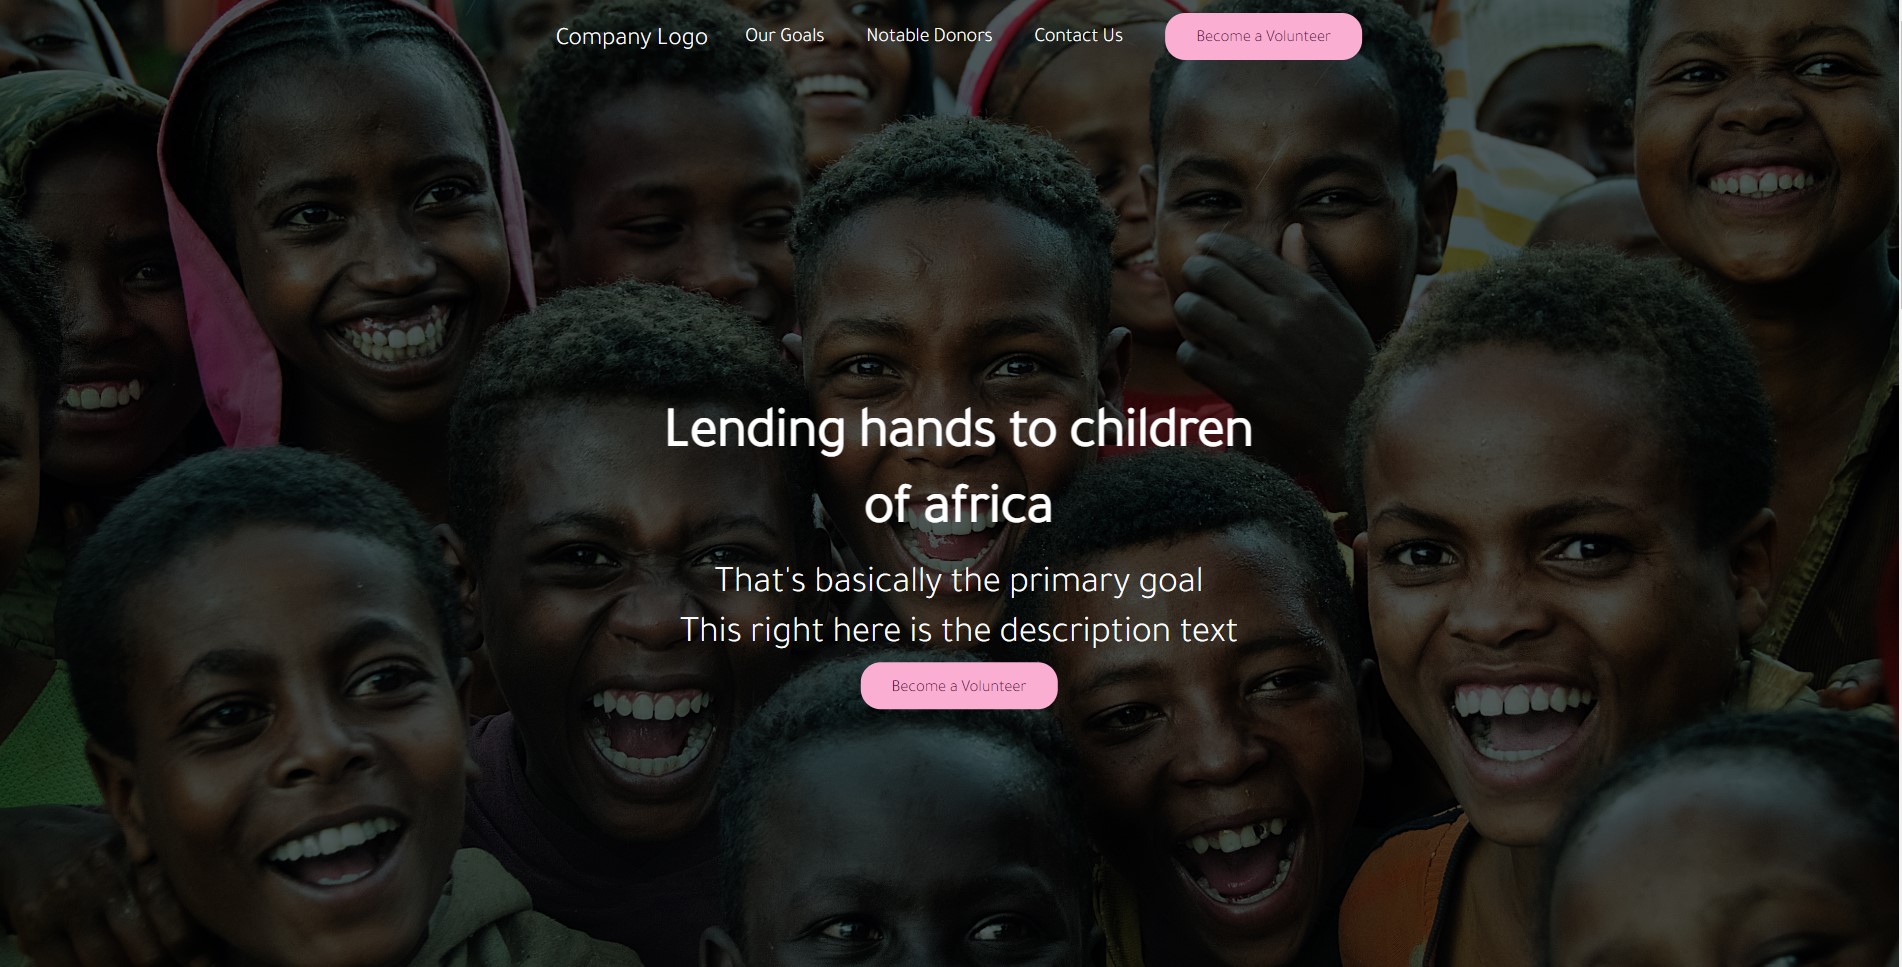 Company Logo Our Goals Notable Donors Contact Us Become a Volunteer
Lending hands to children
of africa
That's basically the primary goal
This right here is the description text
Become a Volunteer